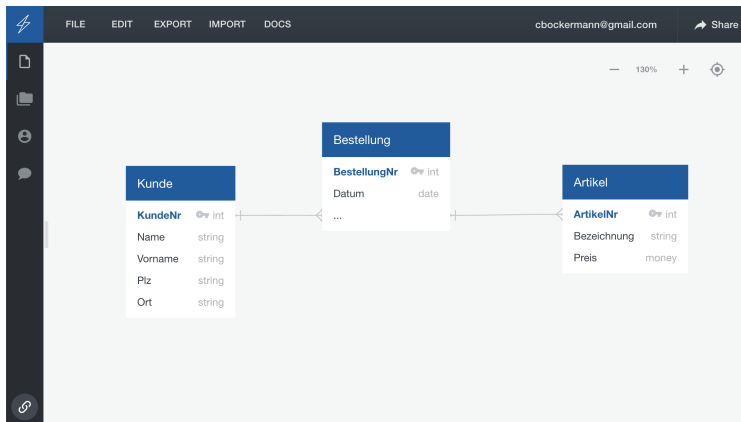 FILE EDIT EXPORT IMPORT DOCS cbockermann@gmail.com Share
130%
Bestellung
BestellungNr int
Datum date
...
Kunde
KundeNr int
Name string
Vorname string
Plz string
Ort string
Artikel
ArtikelNr int
Bezeichnung string
Preis money